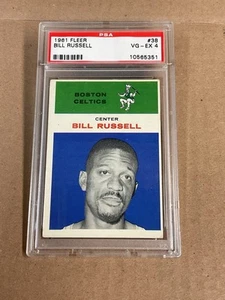 PSA
1961 FLEER #38
BILL RUSSELL VG-EX 4
10565351
BOSTON
CELTICS
CENTER
BILL RUSSELL